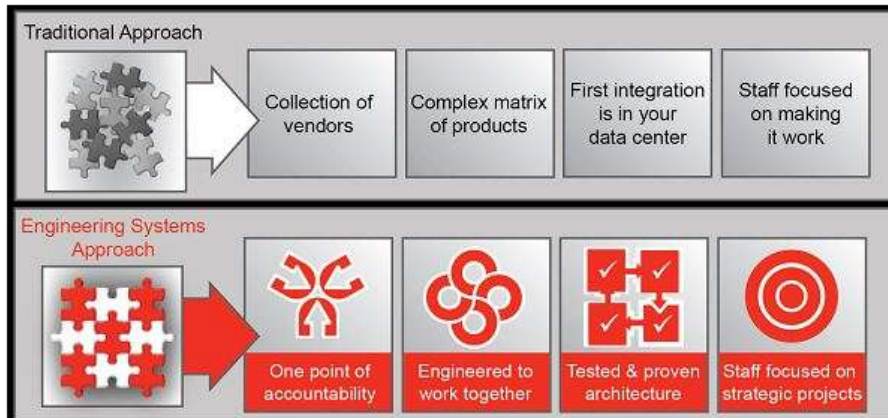 Traditional Approach
Collection of
vendors
Complex matrix
of products
First integration
is in your
data center
Staff focused
on making
it work
Engineering Systems
Approach
One point of
accountability
Engineered to
work together
Tested & proven
architecture
Staff focused on
strategic projects